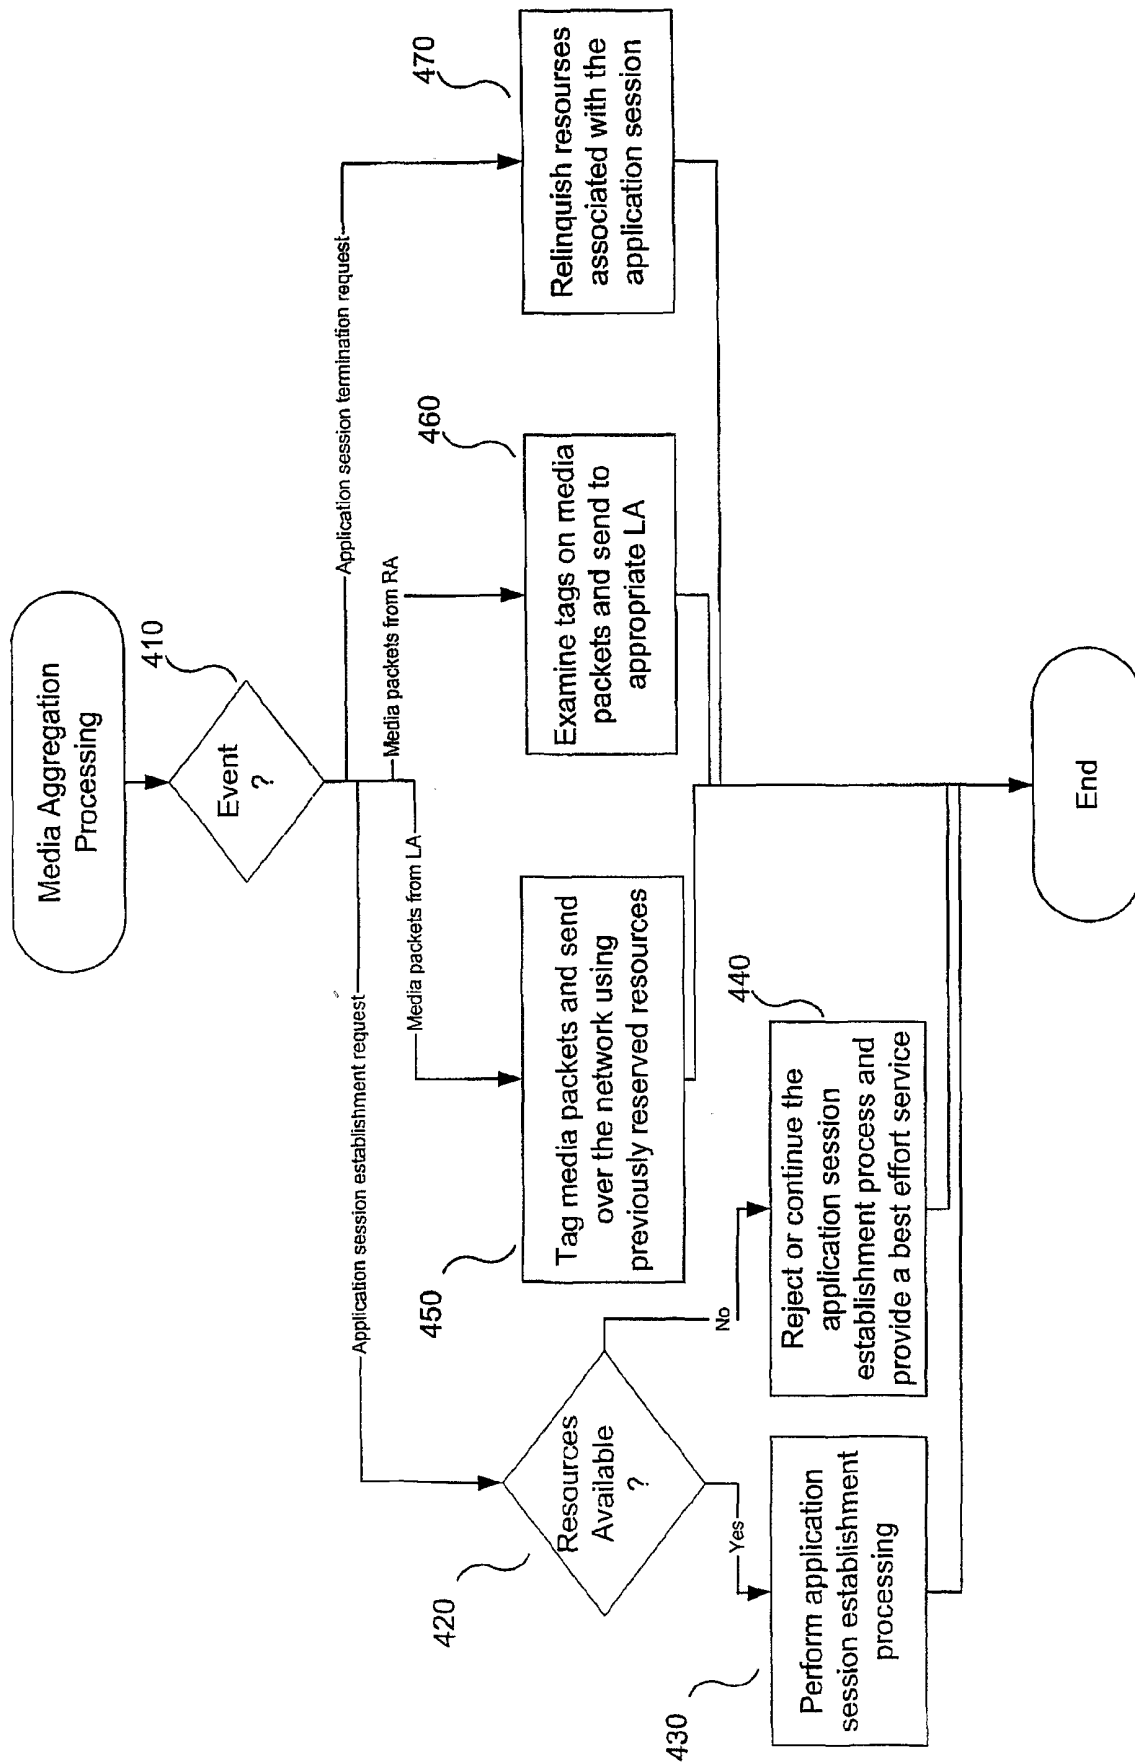 Media Aggregation
Processing
410
Event
?
Application session establishment request
Media packets from LA
Media packets from RA
Application session termination request
420
Resources
Available
?
Yes
No
430
Perform application
session establishment
processing
440
Reject or continue the
application session
establishment process and
provide a best effort service
450
Tag media packets and send
over the network using
previously reserved resources
460
Examine tags on media
packets and send to
appropriate LA
470
Relinquish resourses
associated with the
application session
End